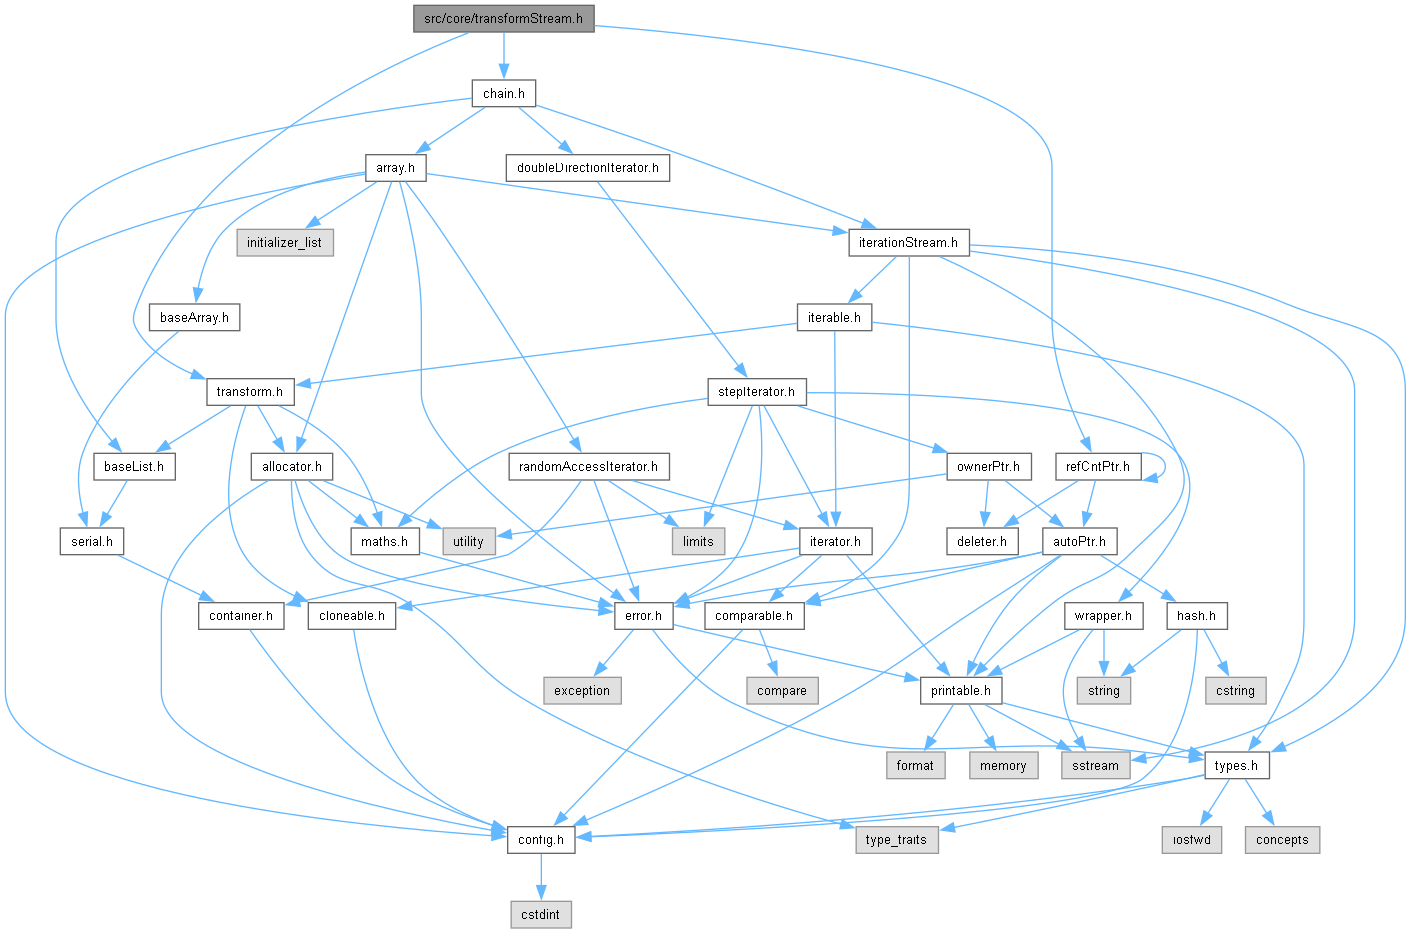 src/core/transformStream.h
chain.h
array.h
doubleDirectionIterator.h
initializer_list
iterationStream.h
baseArray.h
iterable.h
transform.h
stepIterator.h
baseList.h
allocator.h
randomAccessIterator.h
ownerPtr.h
refCntPtr.h
serial.h
maths.h
utility
limits
iterator.h
deleter.h
autoPtr.h
container.h
cloneable.h
error.h
comparable.h
wrapper.h
hash.h
exception
compare
printable.h
string
cstring
format
memory
sstream
types.h
config.h
type_traits
iosfwd
concepts
cstdint